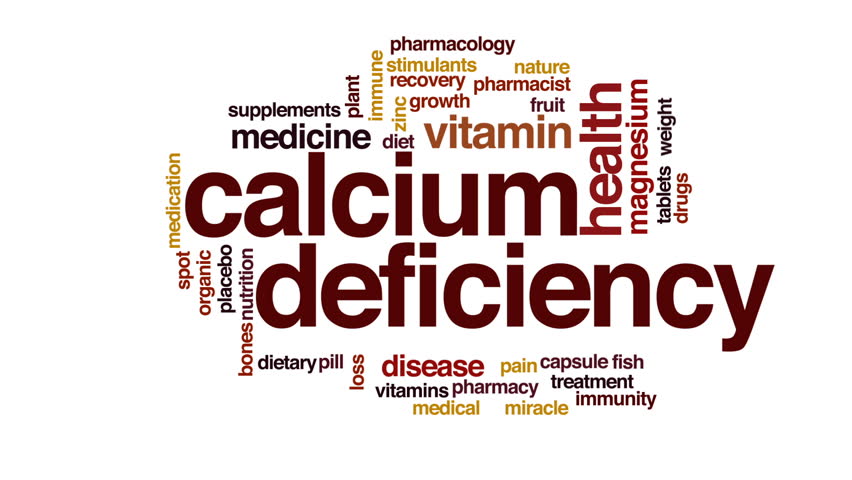 pharmacology
stimulants
nature
immune
recovery
pharmacist
plant
zinc
growth
fruit
supplements
medicine
diet
vitamin
health
magnesium
weight
tablets
drugs
medication
calcium
deficiency
spot
organic
placebo
nutrition
bones
dietary
pill
loss
disease
pain
capsule
fish
vitamins
pharmacy
treatment
immunity
medical
miracle